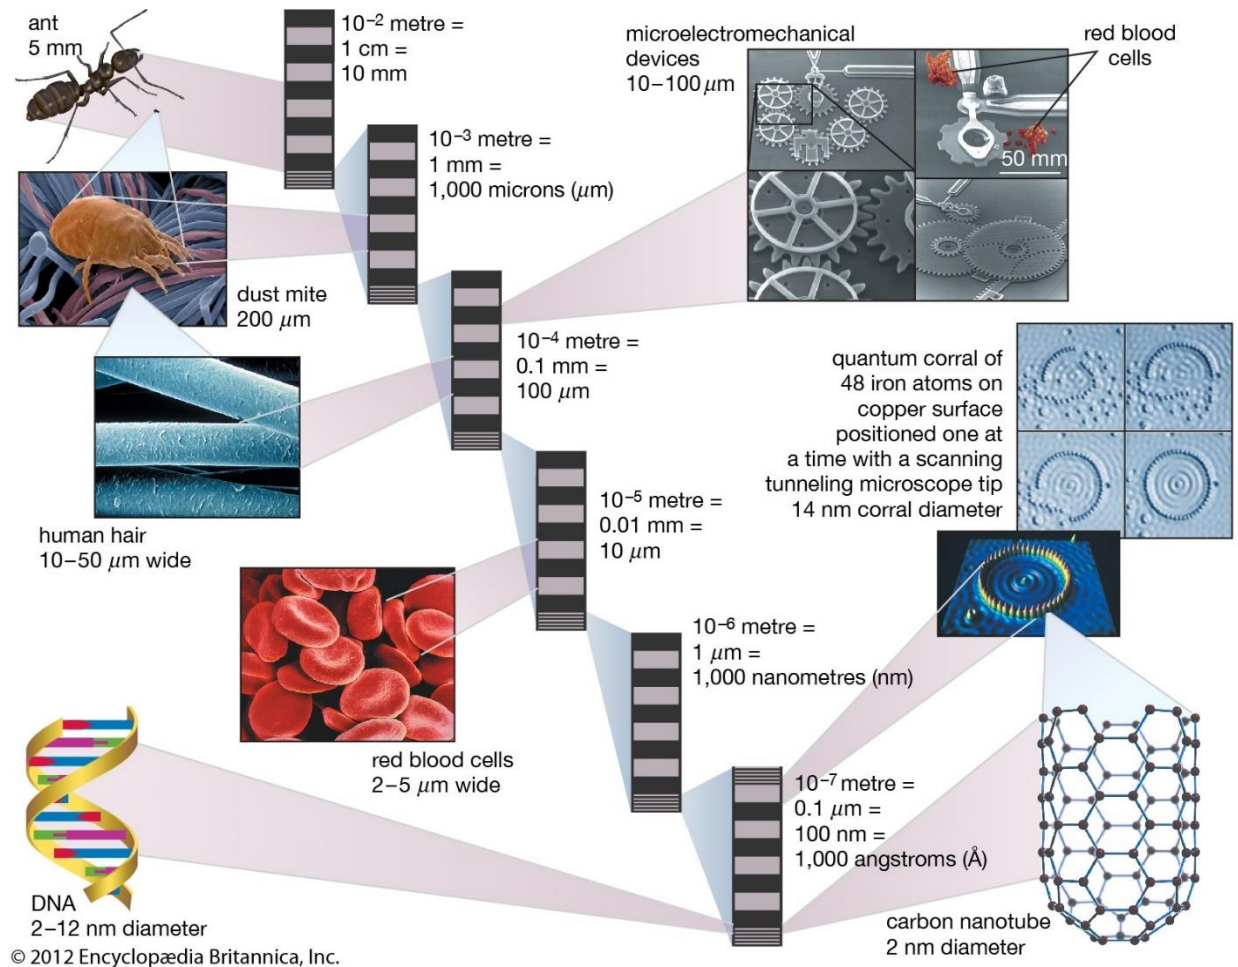 ant
5 mm
10⁻² metre =
1 cm =
10 mm
microelectromechanical
devices
10–100 μm
red blood
cells
50 mm
10⁻³ metre =
1 mm =
1,000 microns (μm)
dust mite
200 μm
10⁻⁴ metre =
0.1 mm =
100 μm
quantum corral of
48 iron atoms on
copper surface
positioned one at
a time with a scanning
tunneling microscope tip
14 nm corral diameter
human hair
10–50 μm wide
10⁻⁵ metre =
0.01 mm =
10 μm
red blood cells
2–5 μm wide
10⁻⁶ metre =
1 μm =
1,000 nanometres (nm)
10⁻⁷ metre =
0.1 μm =
100 nm =
1,000 angstroms (Å)
DNA
2–12 nm diameter
carbon nanotube
2 nm diameter
© 2012 Encyclopædia Britannica, Inc.